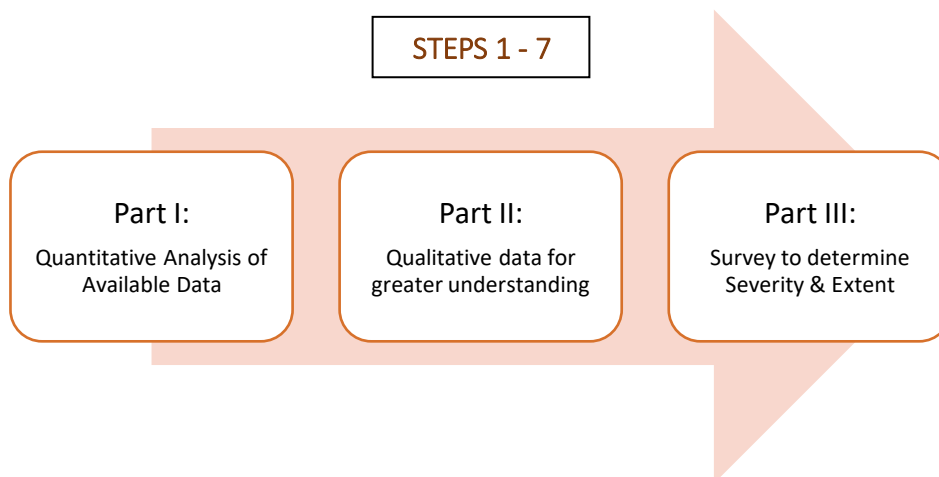 STEPS 1 - 7
Part I:
Quantitative Analysis of
Available Data
Part II:
Qualitative data for
greater understanding
Part III:
Survey to determine
Severity & Extent